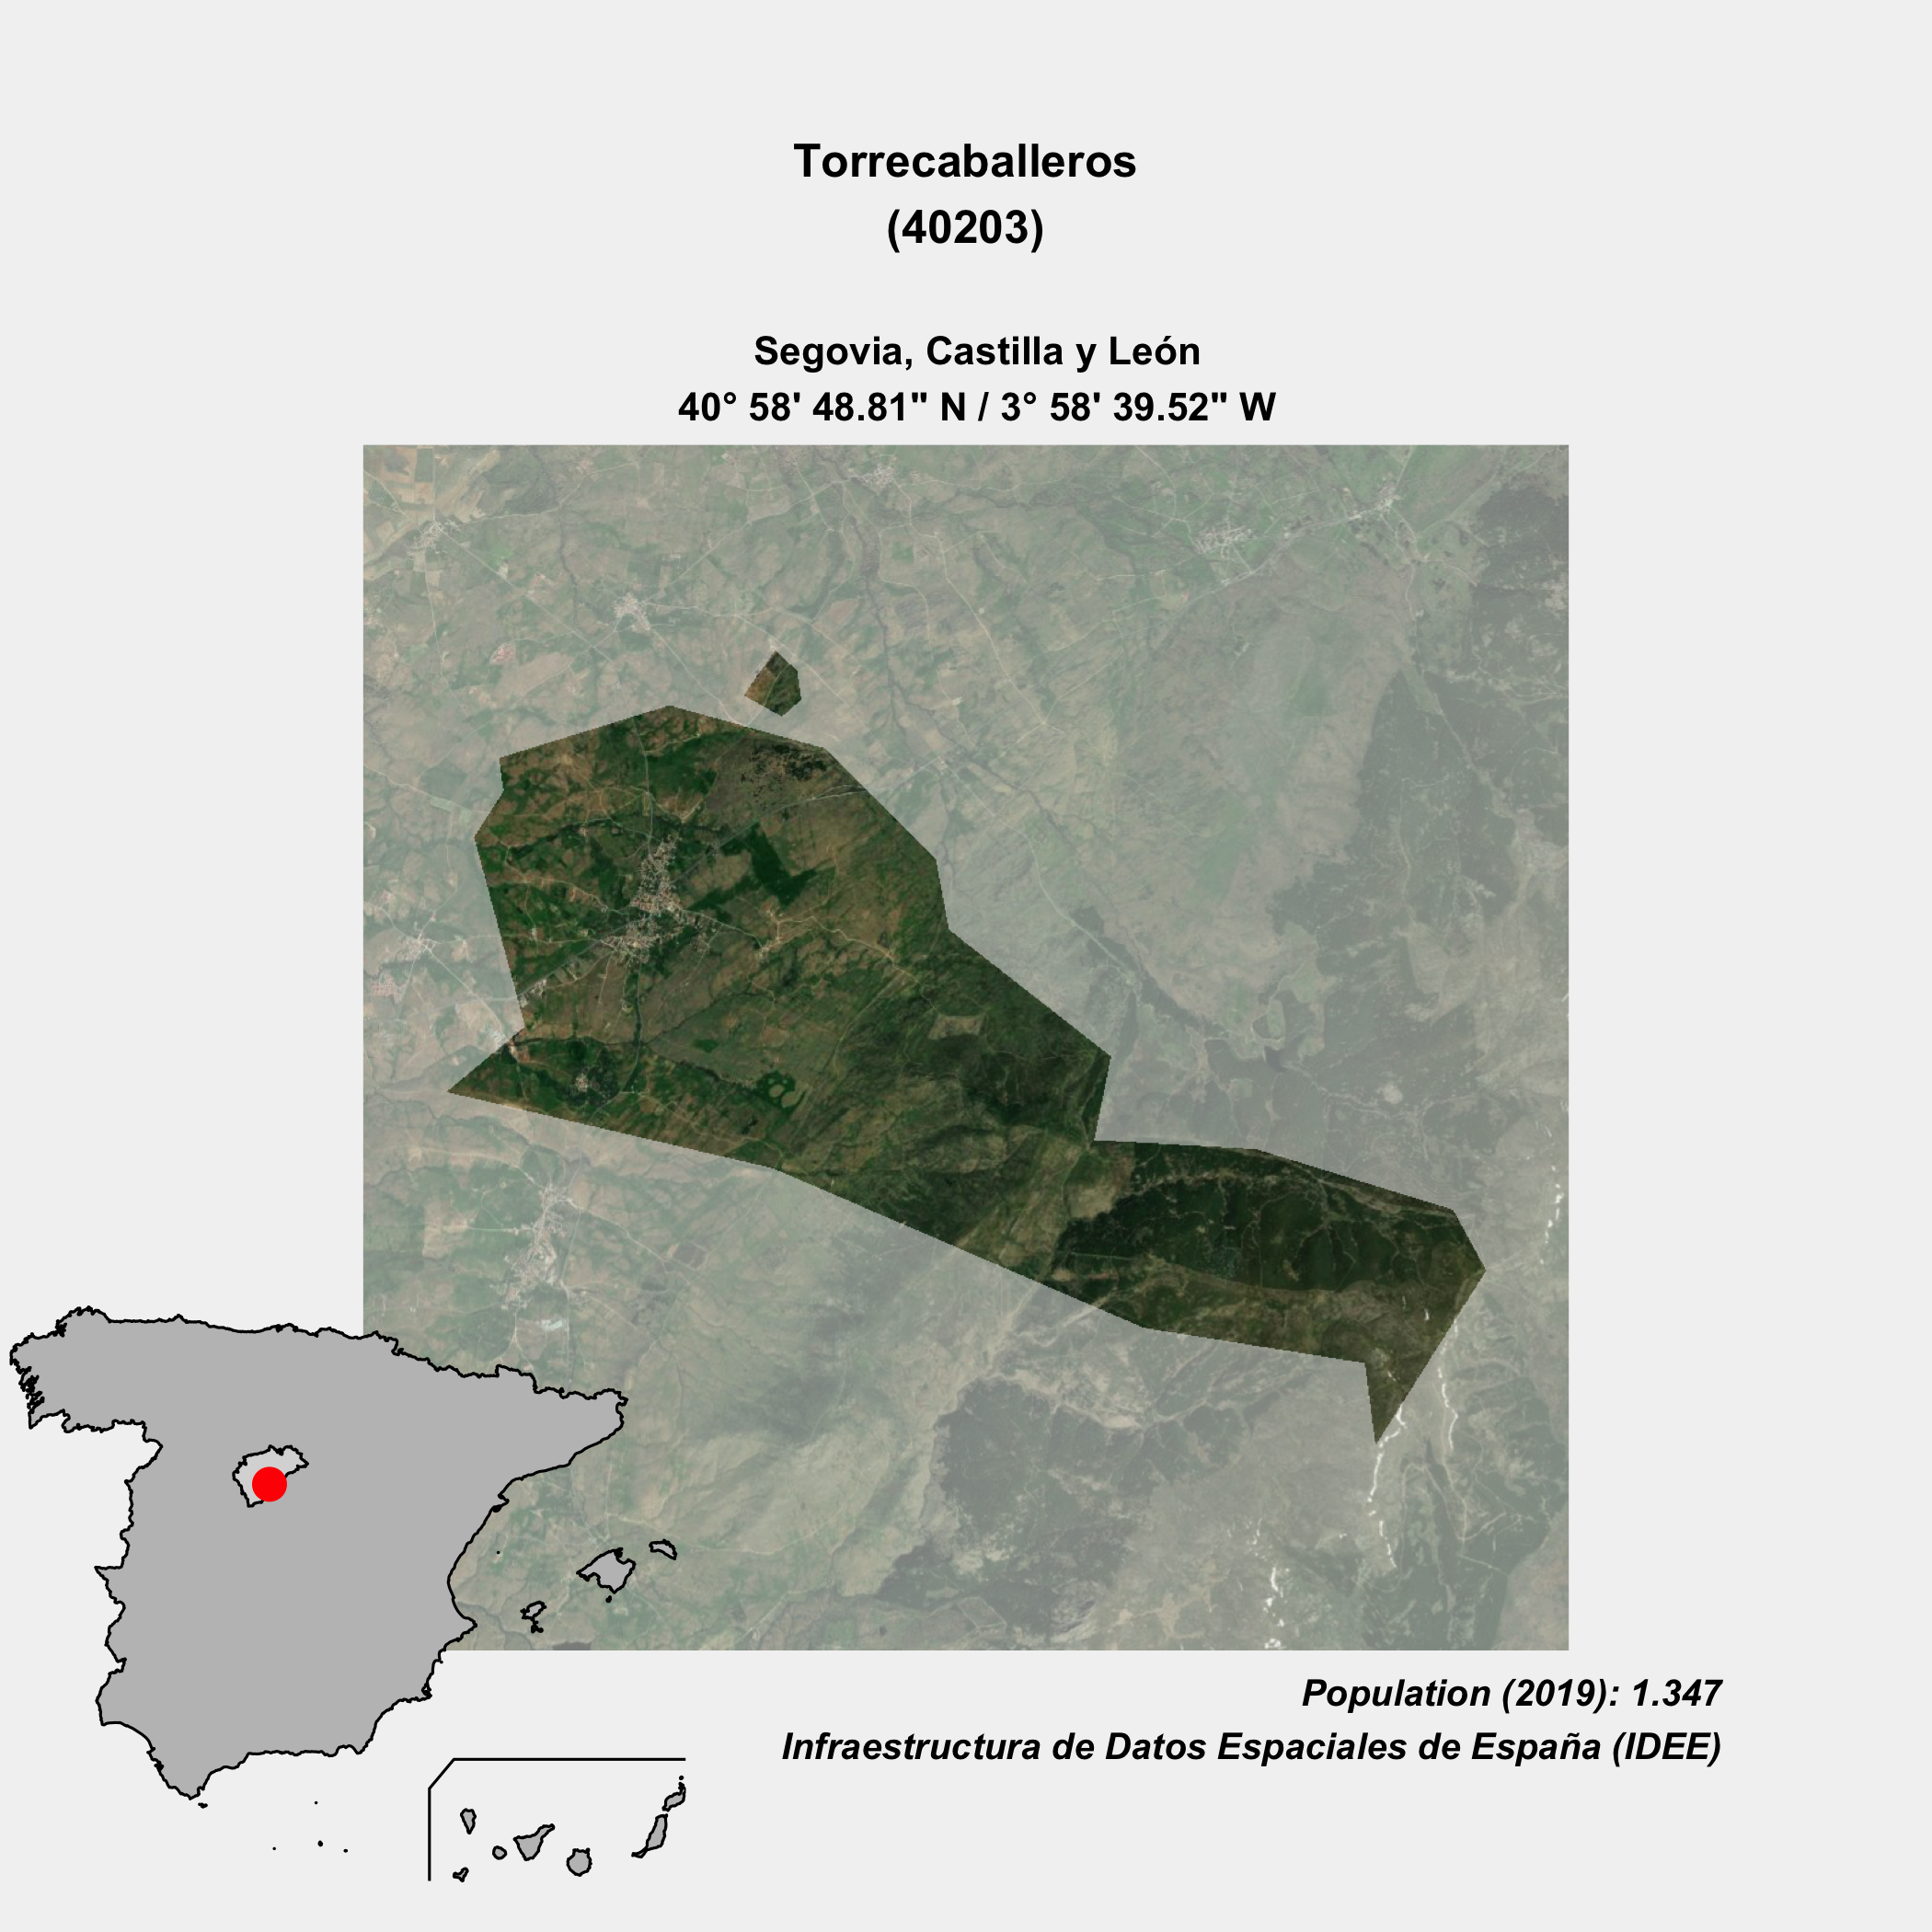 Torrecaballeros
(40203)
Segovia, Castilla y León
40° 58' 48.81" N / 3° 58' 39.52" W
Population (2019): 1.347
Infraestructura de Datos Espaciales de España (IDEE)